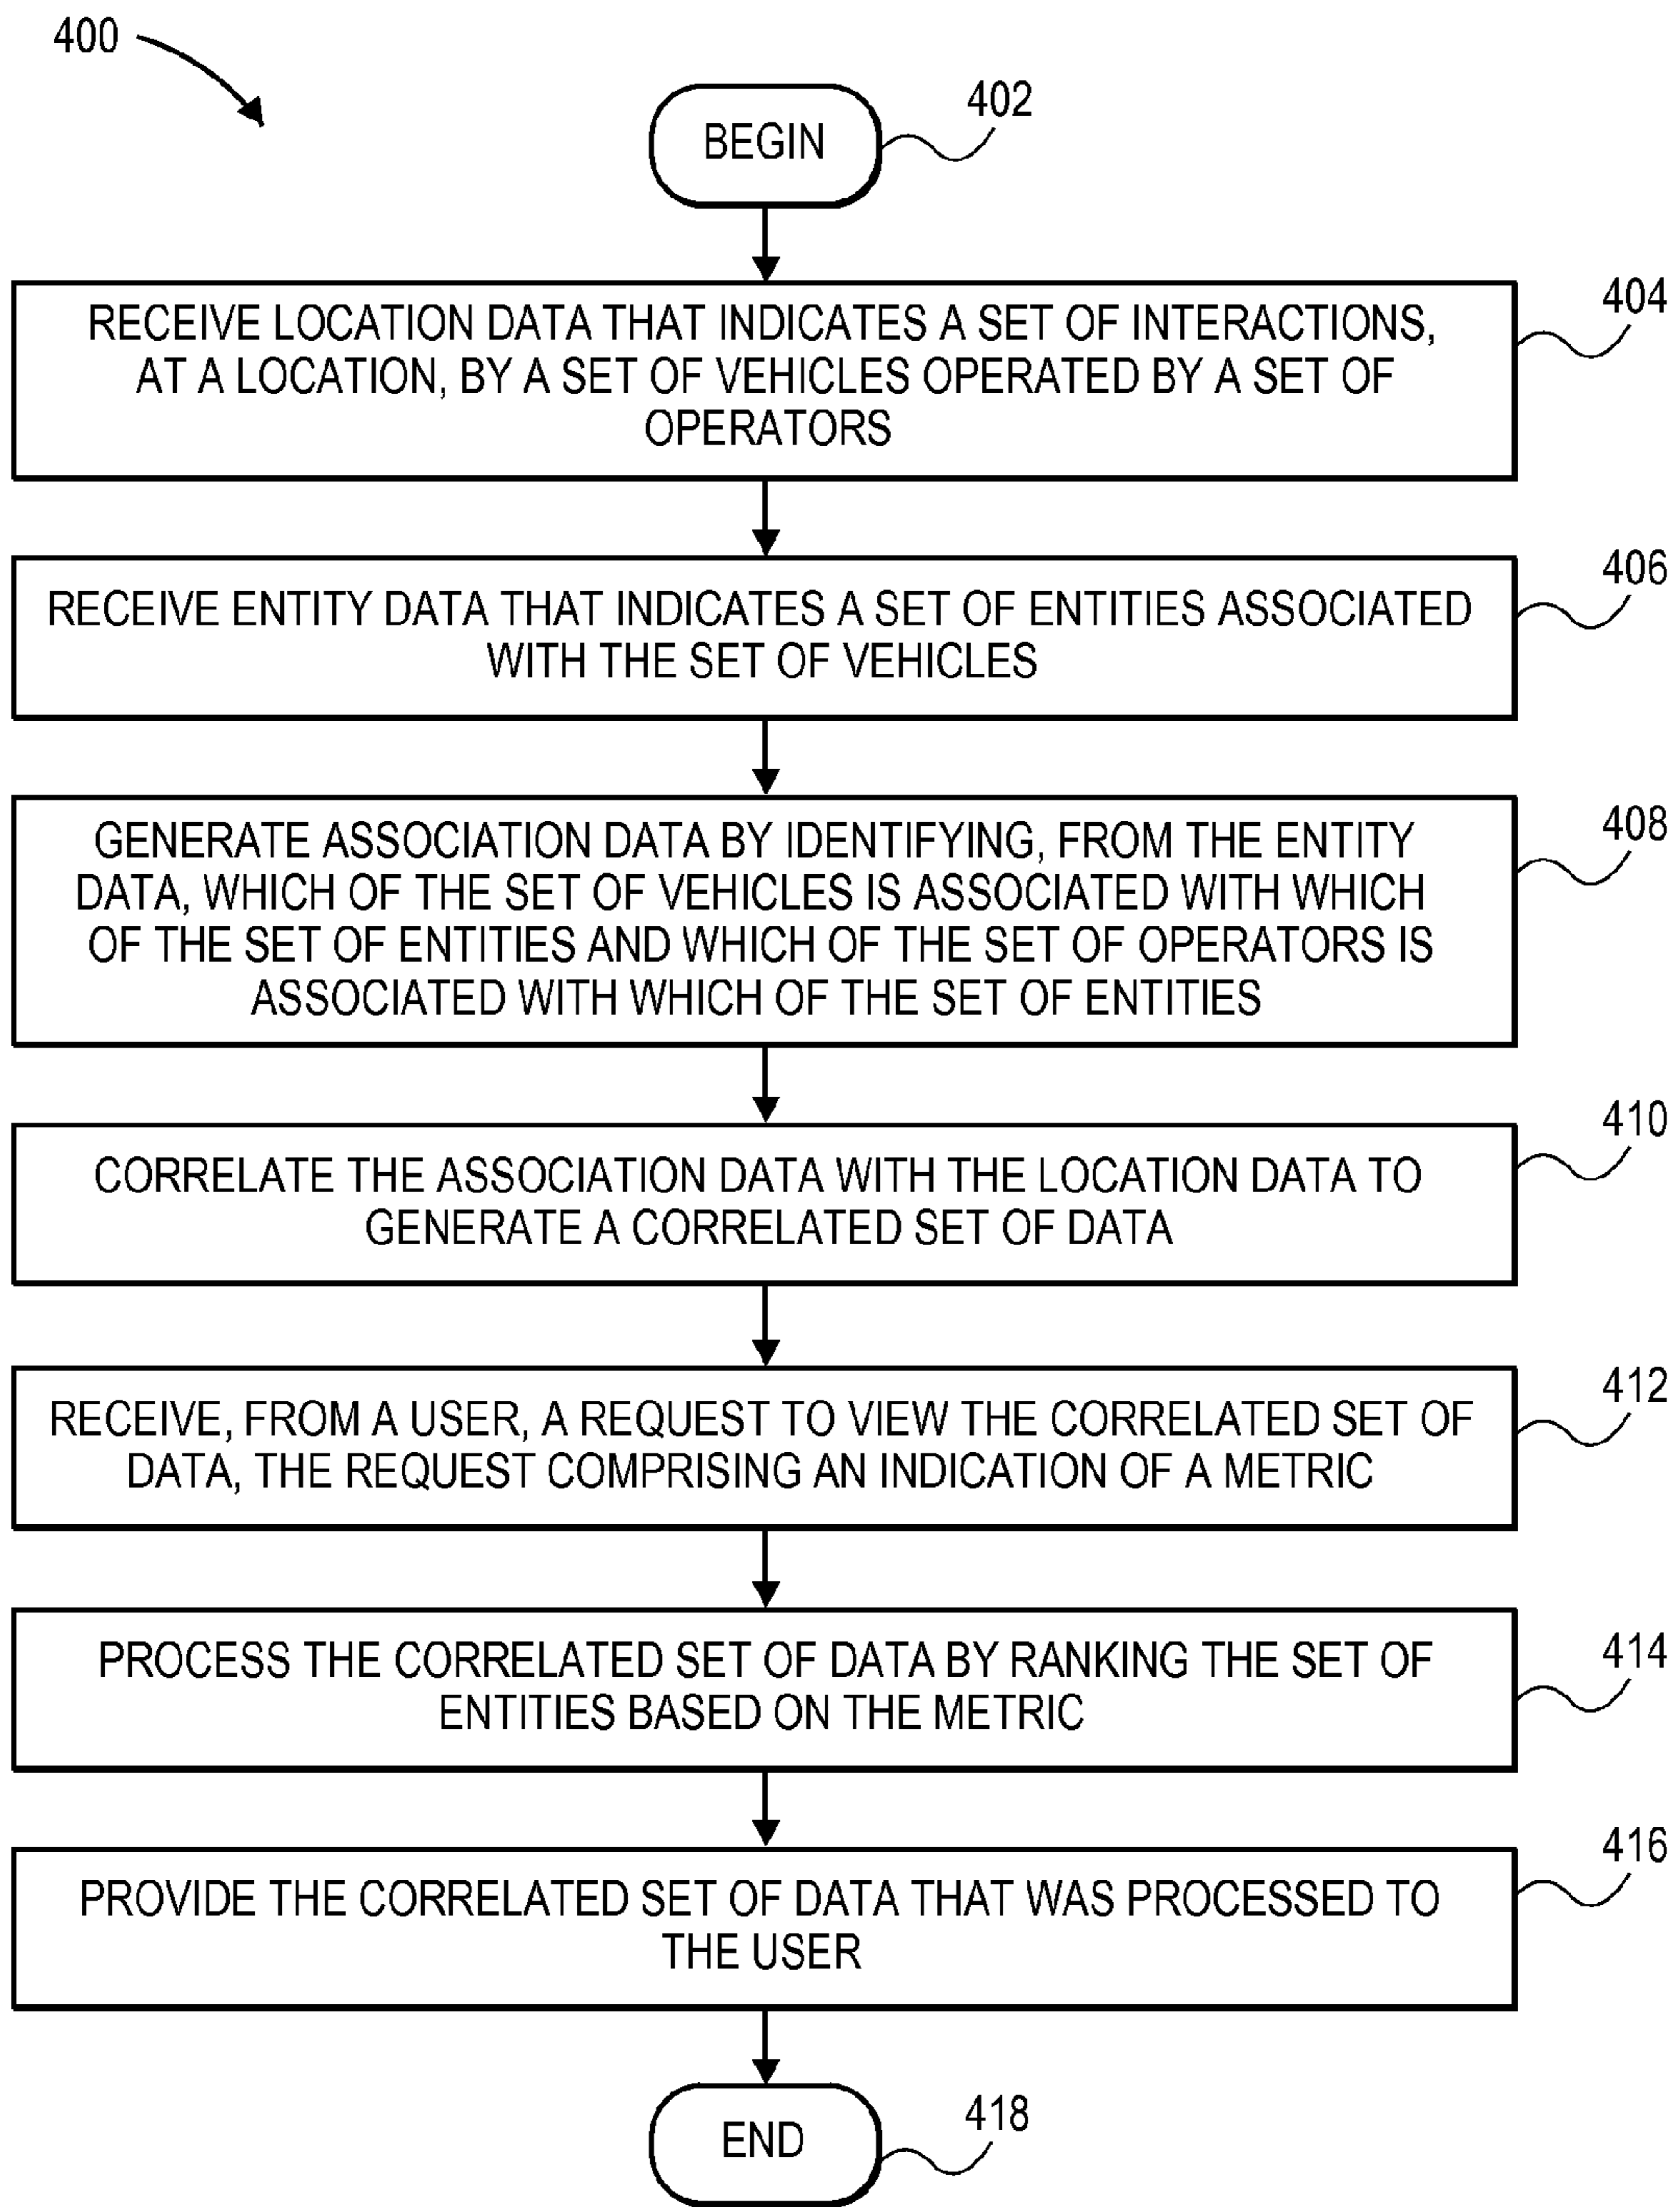 400
402
BEGIN
404
RECEIVE LOCATION DATA THAT INDICATES A SET OF INTERACTIONS,
AT A LOCATION, BY A SET OF VEHICLES OPERATED BY A SET OF
OPERATORS
406
RECEIVE ENTITY DATA THAT INDICATES A SET OF ENTITIES ASSOCIATED
WITH THE SET OF VEHICLES
408
GENERATE ASSOCIATION DATA BY IDENTIFYING, FROM THE ENTITY
DATA, WHICH OF THE SET OF VEHICLES IS ASSOCIATED WITH WHICH
OF THE SET OF ENTITIES AND WHICH OF THE SET OF OPERATORS IS
ASSOCIATED WITH WHICH OF THE SET OF ENTITIES
410
CORRELATE THE ASSOCIATION DATA WITH THE LOCATION DATA TO
GENERATE A CORRELATED SET OF DATA
412
RECEIVE, FROM A USER, A REQUEST TO VIEW THE CORRELATED SET OF
DATA, THE REQUEST COMPRISING AN INDICATION OF A METRIC
414
PROCESS THE CORRELATED SET OF DATA BY RANKING THE SET OF
ENTITIES BASED ON THE METRIC
416
PROVIDE THE CORRELATED SET OF DATA THAT WAS PROCESSED TO
THE USER
418
END